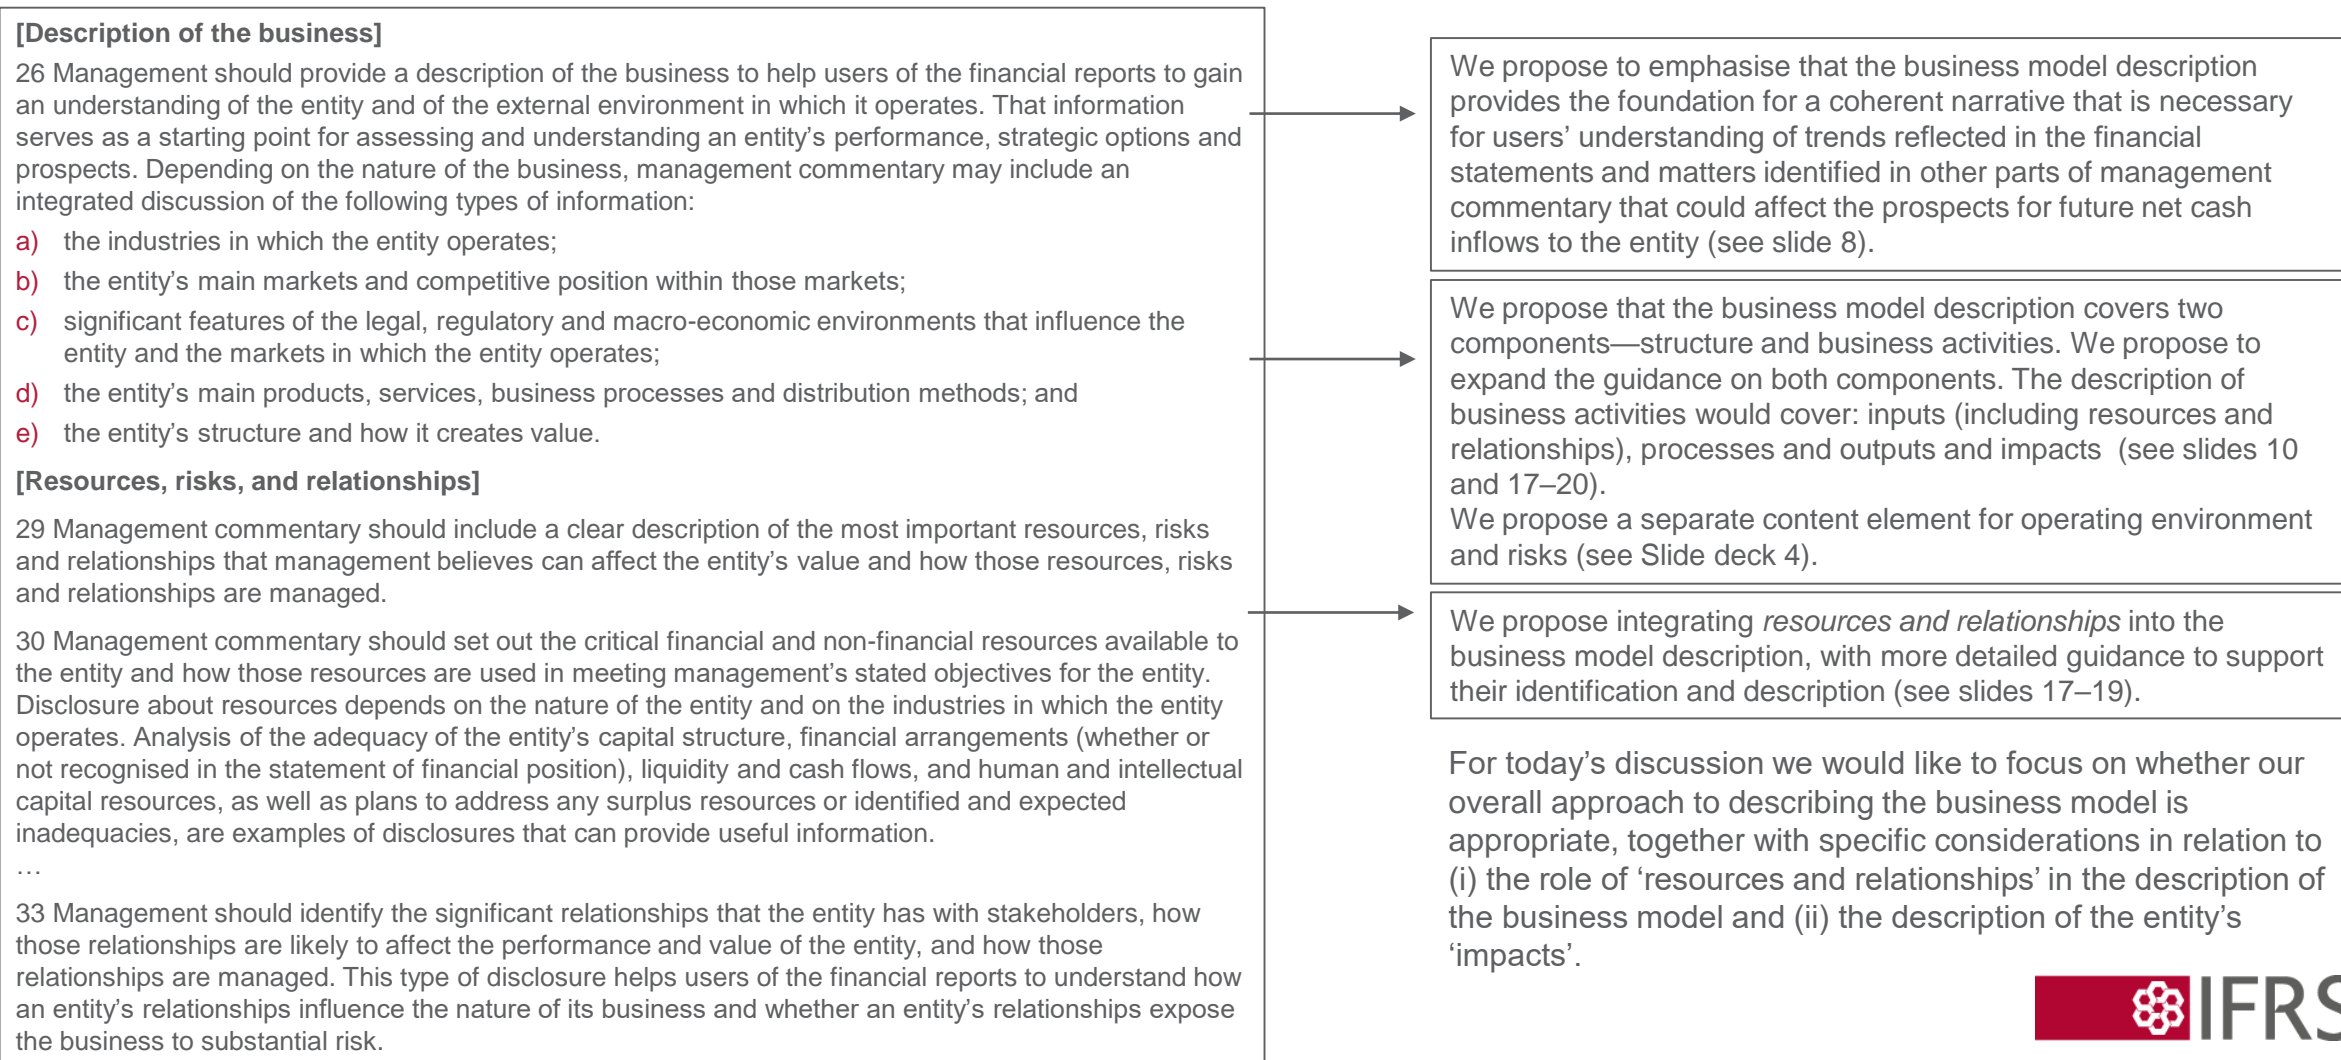 [Description of the business]
26 Management should provide a description of the business to help users of the financial reports to gain
an understanding of the entity and of the external environment in which it operates. That information
serves as a starting point for assessing and understanding an entity’s performance, strategic options and
prospects. Depending on the nature of the business, management commentary may include an
integrated discussion of the following types of information:
a) the industries in which the entity operates;
b) the entity’s main markets and competitive position within those markets;
c) significant features of the legal, regulatory and macro-economic environments that influence the
entity and the markets in which the entity operates;
d) the entity’s main products, services, business processes and distribution methods; and
e) the entity’s structure and how it creates value.
[Resources, risks, and relationships]
29 Management commentary should include a clear description of the most important resources, risks
and relationships that management believes can affect the entity’s value and how those resources, risks
and relationships are managed.
30 Management commentary should set out the critical financial and non-financial resources available to
the entity and how those resources are used in meeting management’s stated objectives for the entity.
Disclosure about resources depends on the nature of the entity and on the industries in which the entity
operates. Analysis of the adequacy of the entity’s capital structure, financial arrangements (whether or
not recognised in the statement of financial position), liquidity and cash flows, and human and intellectual
capital resources, as well as plans to address any surplus resources or identified and expected
inadequacies, are examples of disclosures that can provide useful information.
…
33 Management should identify the significant relationships that the entity has with stakeholders, how
those relationships are likely to affect the performance and value of the entity, and how those
relationships are managed. This type of disclosure helps users of the financial reports to understand how
an entity’s relationships influence the nature of its business and whether an entity’s relationships expose
the business to substantial risk.
We propose to emphasise that the business model description
provides the foundation for a coherent narrative that is necessary
for users’ understanding of trends reflected in the financial
statements and matters identified in other parts of management
commentary that could affect the prospects for future net cash
inflows to the entity (see slide 8).
We propose that the business model description covers two
components—structure and business activities. We propose to
expand the guidance on both components. The description of
business activities would cover: inputs (including resources and
relationships), processes and outputs and impacts (see slides 10
and 17–20).
We propose a separate content element for operating environment
and risks (see Slide deck 4).
We propose integrating resources and relationships into the
business model description, with more detailed guidance to support
their identification and description (see slides 17–19).
For today’s discussion we would like to focus on whether our
overall approach to describing the business model is
appropriate, together with specific considerations in relation to
(i) the role of ‘resources and relationships’ in the description of
the business model and (ii) the description of the entity’s
‘impacts’.
IFRS